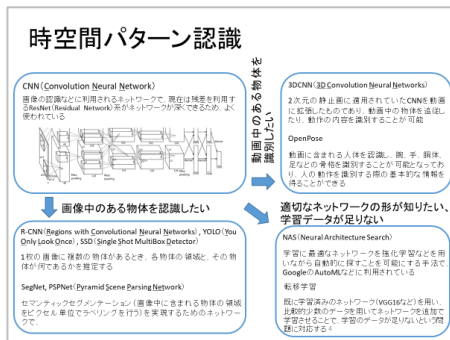 時空間パターン認識
CNN(Convolution Neural Network)
画像の認識などに利用されるネットワークで、現在は残差を利用す
るResNet(Residual Network)系がネットワークが深くできるため、よく
使われている
動画中のある物体を
識別したい
3DCNN(3D Convolution Neural Networks)
2次元の静止画に適用されていたCNNを動画
に拡張したものであり、動画中の物体を追従し
たり、動作の内容を識別することが可能
OpenPose
動画に含まれる人体を認識し、腕、手、胴体、
足などの骨格を識別することが可能となってお
り、人の動作を識別する際の基本的な情報を
得ることができる
画像中のある物体を認識したい
適切なネットワークの形が知りたい、
学習データが足りない
R-CNN(Regions with Convolutional Neural Networks), YOLO(You
Only Look Once), SSD(Single Shot MultiBox Detector)
1枚の画像に複数の物体があるとき、各物体の領域と、その物
体が何であるかを推定する
SegNet, PSPNet(Pyramid Scene Parsing Network)
セマンティックセグメンテーション(画像中に含まれる物体の領域
をピクセル単位でラベリングを行う)を実現するためのネットワー
クで、
NAS(Neural Architecture Search)
学習に最適なネットワークを強化学習などを用
いながら自動的に探すことを可能にする手法で、
GoogleのAutoMLなどに利用されている
転移学習
既に学習済みのネットワーク(VGG16など)を用い、
比較的少数のデータを用いてネットワークを追加で
学習させることで、学習のデータが足りないという問
題に対応する
4